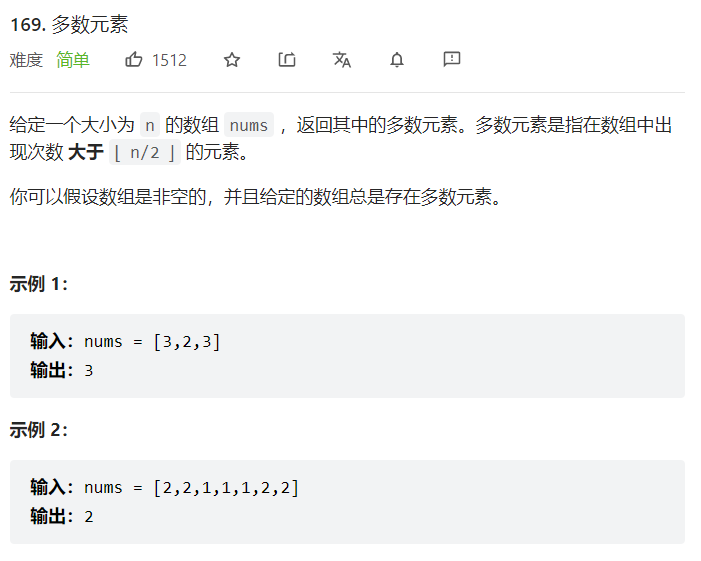 169. 多数元素
难度 简单 1512
给定一个大小为 n 的数组 nums ，返回其中的多数元素。多数元素是指在数组中出
现次数 大于 ⌊ n/2 ⌋ 的元素。
你可以假设数组是非空的，并且给定的数组总是存在多数元素。
示例 1：
输入：nums = [3,2,3]
输出：3
示例 2：
输入：nums = [2,2,1,1,1,2,2]
输出：2